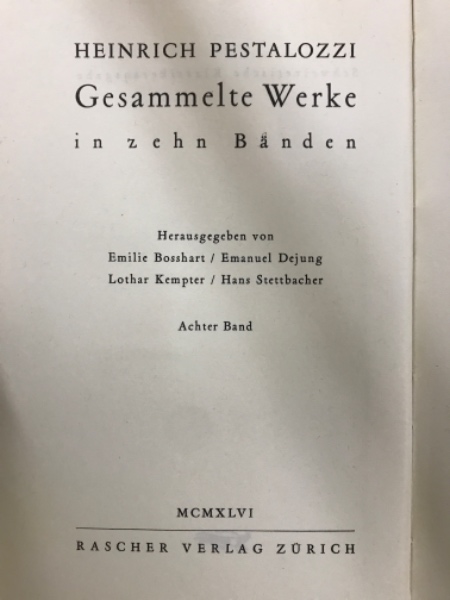 HEINRICH PESTALOZZI
Gesammelte Werke
in zehn Bänden
Herausgegeben von
Emilie Bosshart / Emanuel Dejung
Lothar Kempter / Hans Stettbacher
Achter Band
MCMXLVI
RASCHER VERLAG ZÜRICH